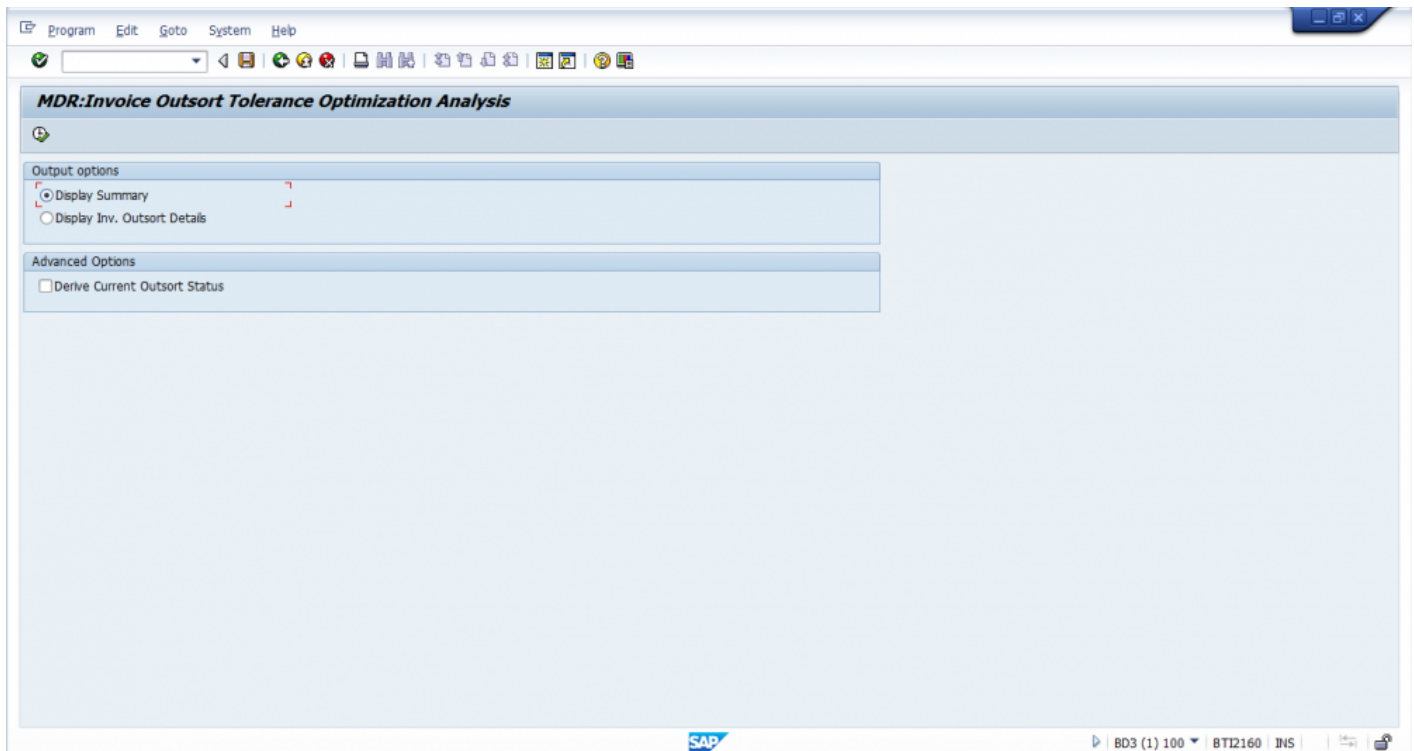 Program Edit Goto System Help
MDR:Invoice Outsort Tolerance Optimization Analysis
Output options
Display Summary
Display Inv. Outsort Details
Advanced Options
Derive Current Outsort Status
SAP
BD3 (1) 100 BTI2160 INS